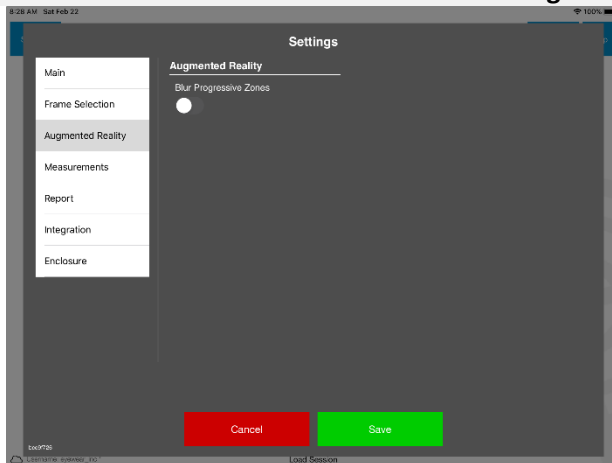 8:28 AM Sat Feb 22
100%
Settings
Main
Frame Selection
Augmented Reality
Measurements
Report
Integration
Enclosure
Augmented Reality
Blur Progressive Zones
Cancel
Save
Load Session